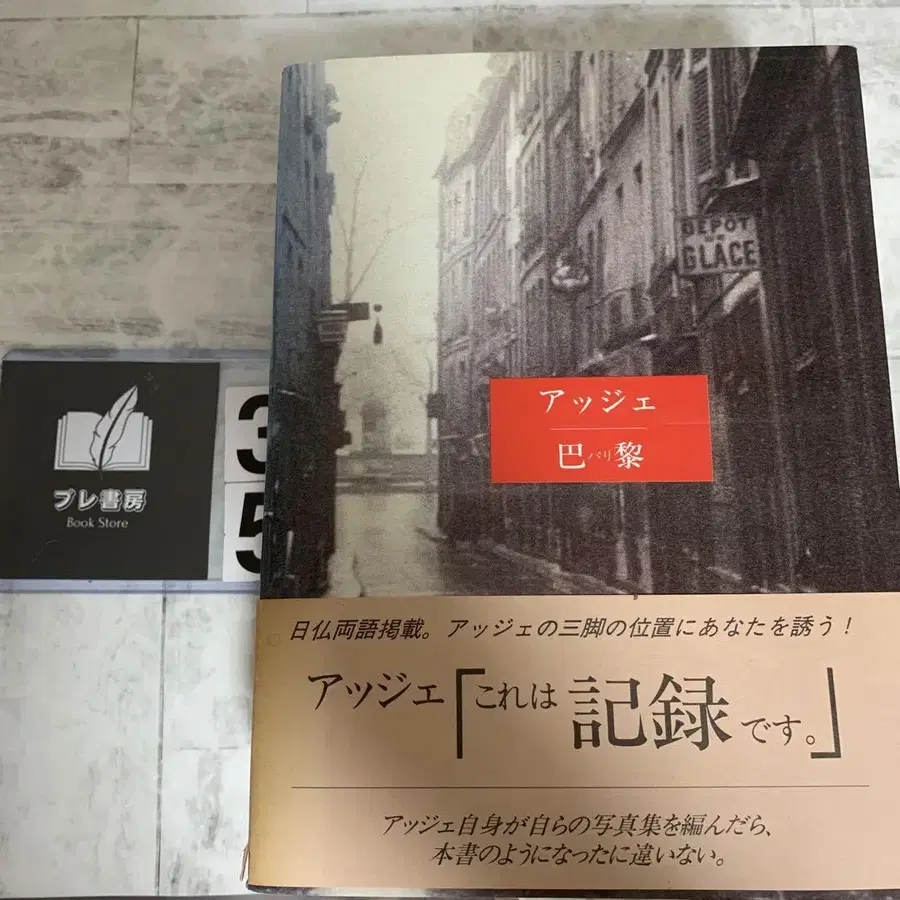 DEPOT
DE
GLACE
アッジェ
巴パリ黎
日仏両語掲載。アッジェの三脚の位置にあなたを誘う！
アッジェ「これは記録です。」
アッジェ自身が自らの写真集を編んだら、
本書のようになったに違いない。
プレ書房
Book Store
3
5